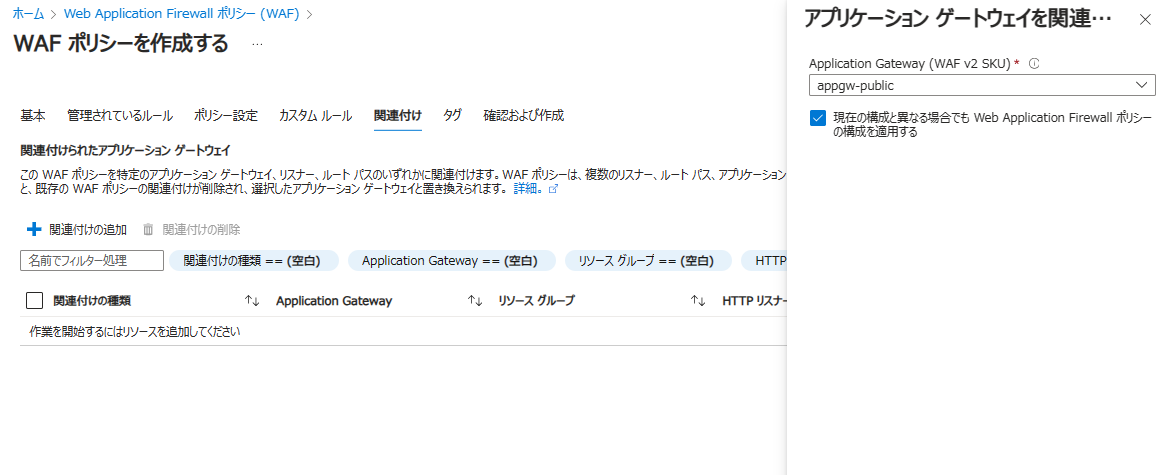 ホーム > Web Application Firewall ポリシー (WAF) >
WAF ポリシーを作成する ...
基本 管理されているルール ポリシー設定 カスタム ルール 関連付け タグ 確認および作成
関連付けられたアプリケーション ゲートウェイ
この WAF ポリシーを特定のアプリケーション ゲートウェイ、リスナー、ルート パスのいずれかに関連付けます。WAF ポリシーは、複数のリスナー、ルート パス、アプリケーション
と、既存の WAF ポリシーの関連付けが削除され、選択したアプリケーション ゲートウェイと置き換えられます。 詳細。
+ 関連付けの追加 関連付けの削除
名前でフィルター処理 関連付けの種類 == (空白) Application Gateway == (空白) リソース グループ == (空白) HTTP
関連付けの種類 ↑↓ Application Gateway ↑↓ リソース グループ ↑↓ HTTP リスナー
作業を開始するにはリソースを追加してください
アプリケーション ゲートウェイを関連… ×
Application Gateway (WAF v2 SKU) * ⓘ
appgw-public
現在の構成と異なる場合でも Web Application Firewall ポリシー
の構成を適用する